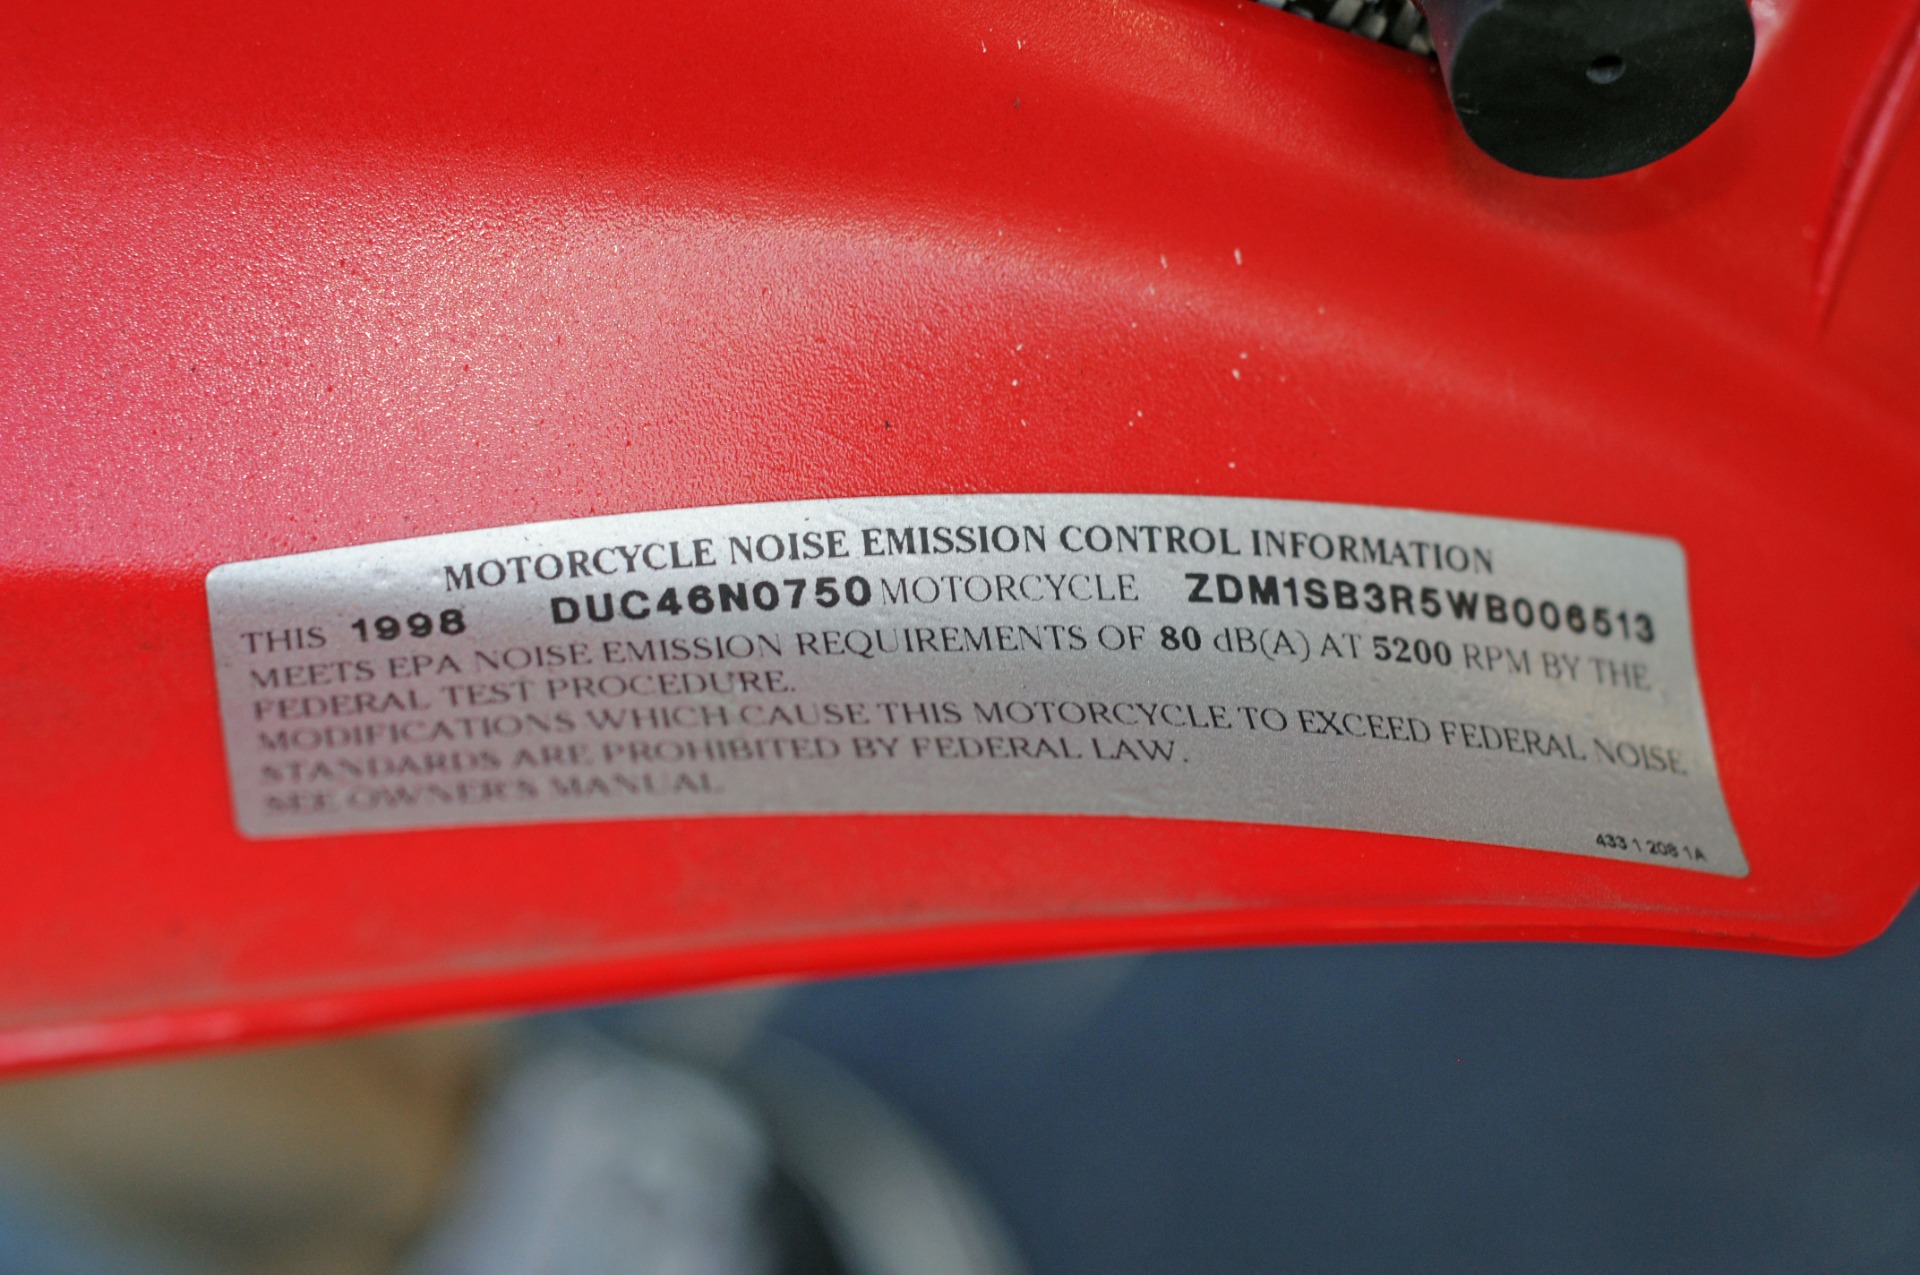 MOTORCYCLE NOISE EMISSION CONTROL INFORMATION
THIS 1998 DUC46N0750 MOTORCYCLE ZDM1SB3R5WB006513
MEETS EPA NOISE EMISSION REQUIREMENTS OF 80 dB(A) AT 5200 RPM BY THE
FEDERAL TEST PROCEDURE.
MODIFICATIONS WHICH CAUSE THIS MOTORCYCLE TO EXCEED FEDERAL NOISE
STANDARDS ARE PROHIBITED BY FEDERAL LAW.
SEE OWNER'S MANUAL
433 1 208 1A